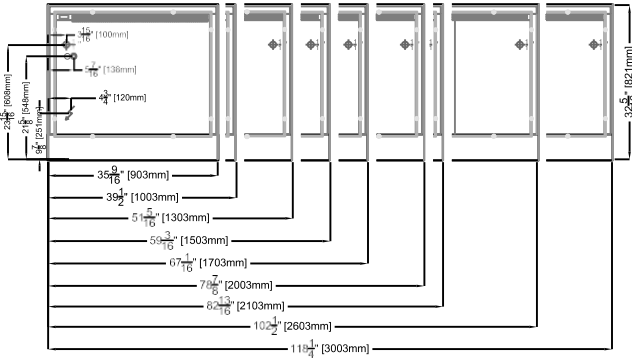 3 15/16" [100mm]
5 7/16" [138mm]
4 3/4" [120mm]
23 15/16" [608mm]
21 5/8" [548mm]
9 7/8" [251mm]
32 5/16" [821mm]
35 9/16" [903mm]
39 1/2" [1003mm]
51 5/16" [1303mm]
59 3/16" [1503mm]
67 1/16" [1703mm]
78 7/8" [2003mm]
82 13/16" [2103mm]
102 1/2" [2603mm]
118 1/4" [3003mm]